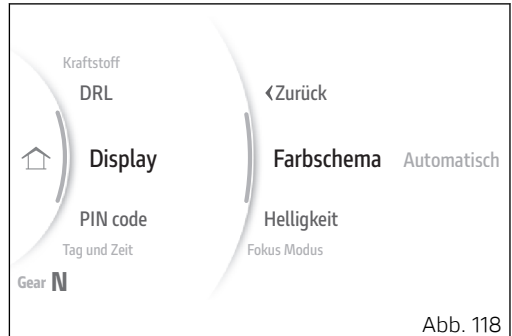 Kraftstoff
DRL
‹Zurück
Display
Farbschema Automatisch
PIN code
Helligkeit
Tag und Zeit
Fokus Modus
Gear N
Abb. 118